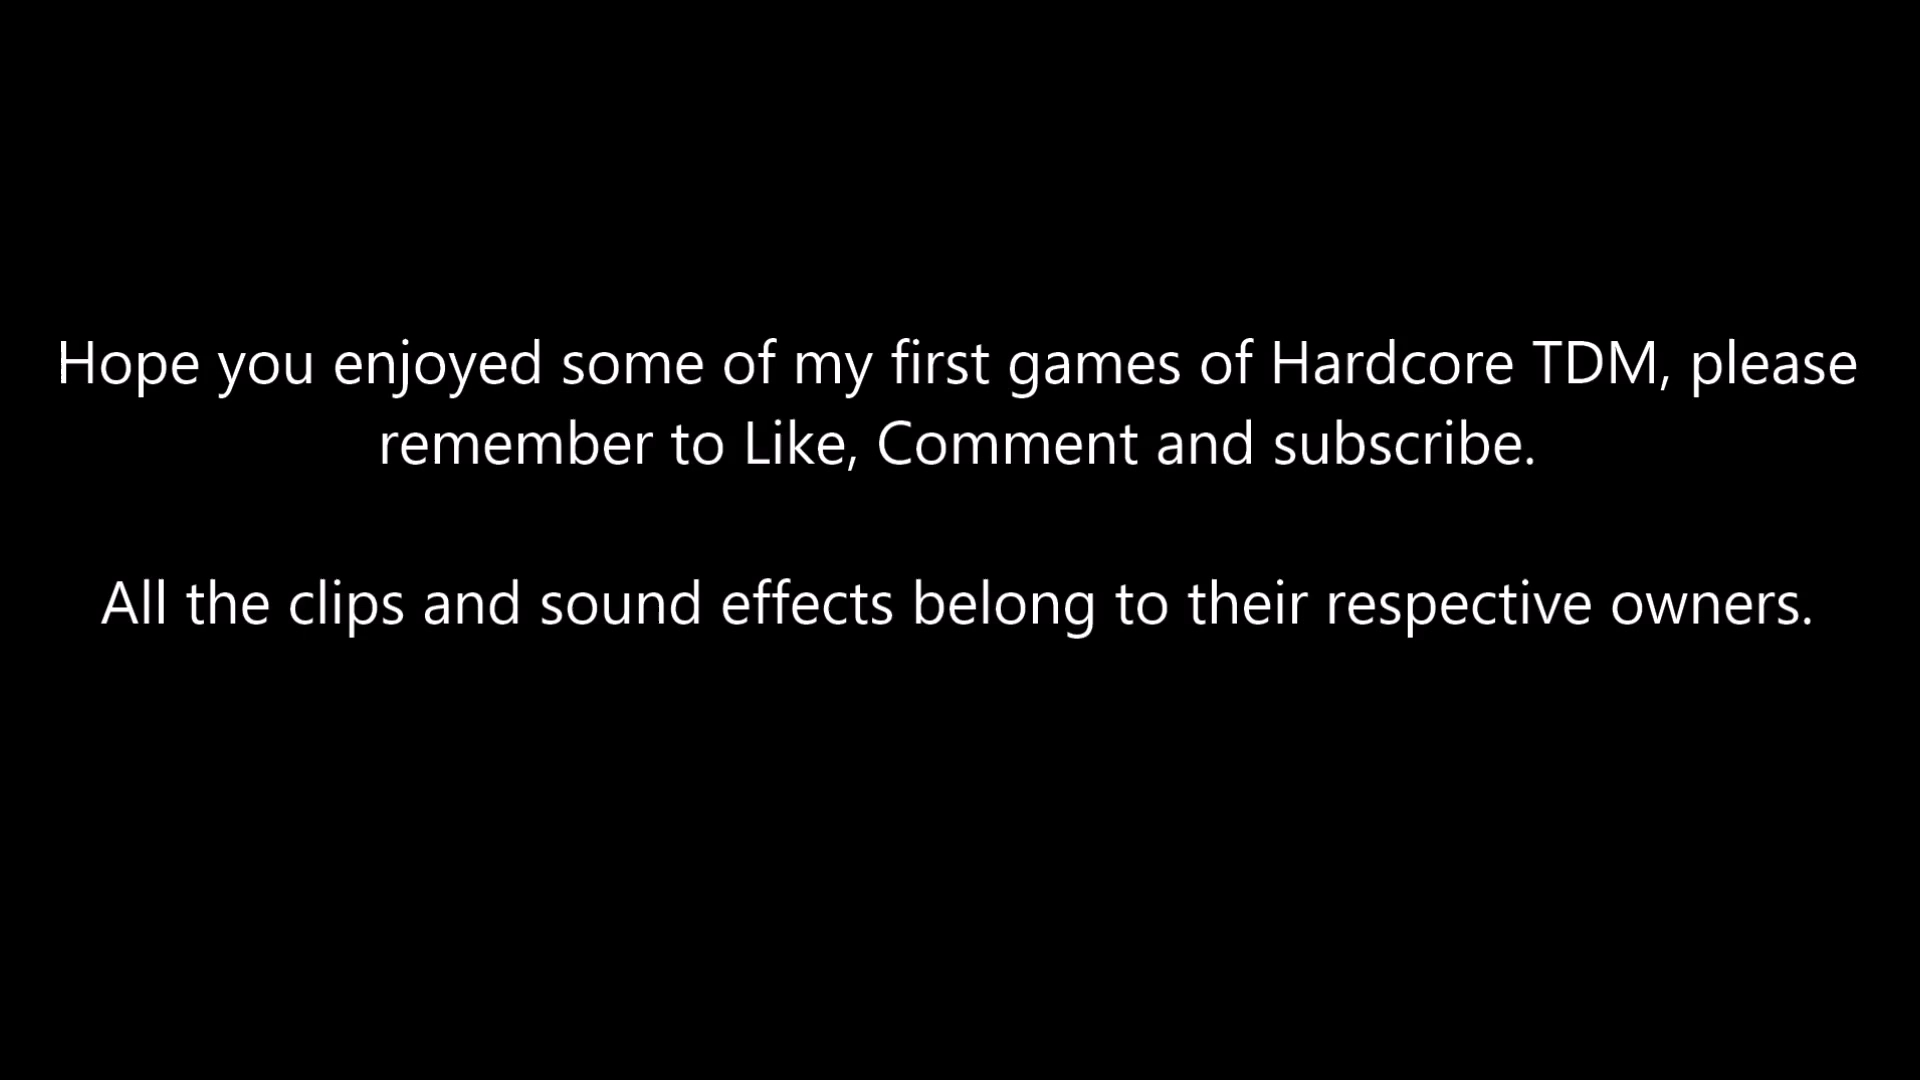 Hope you enjoyed some of my first games of Hardcore TDM, please
remember to Like, Comment and subscribe.
All the clips and sound effects belong to their respective owners.